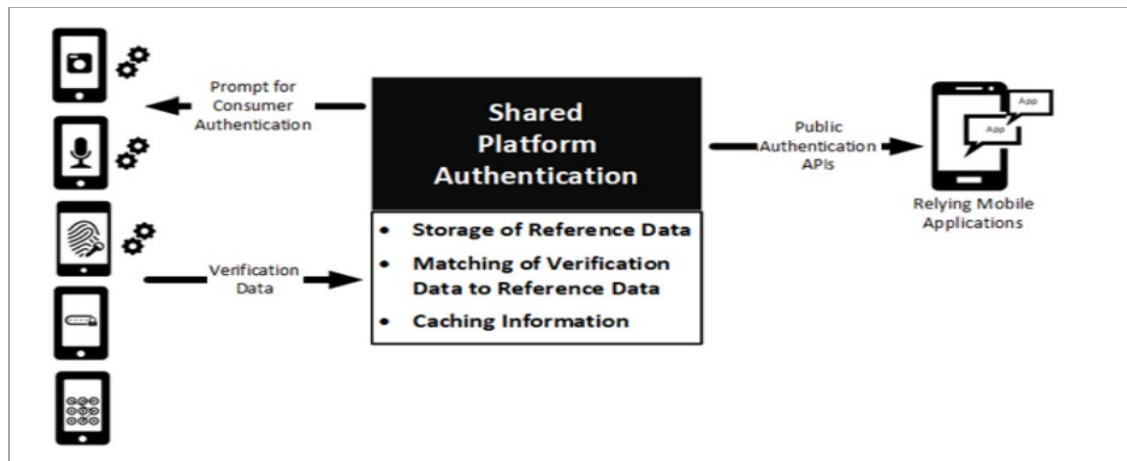 Prompt for
Consumer
Authentication
Shared
Platform
Authentication
Public
Authentication
APIs
App
App
Relying Mobile
Applications
• Storage of Reference Data
• Matching of Verification
Data to Reference Data
• Caching Information
Verification
Data